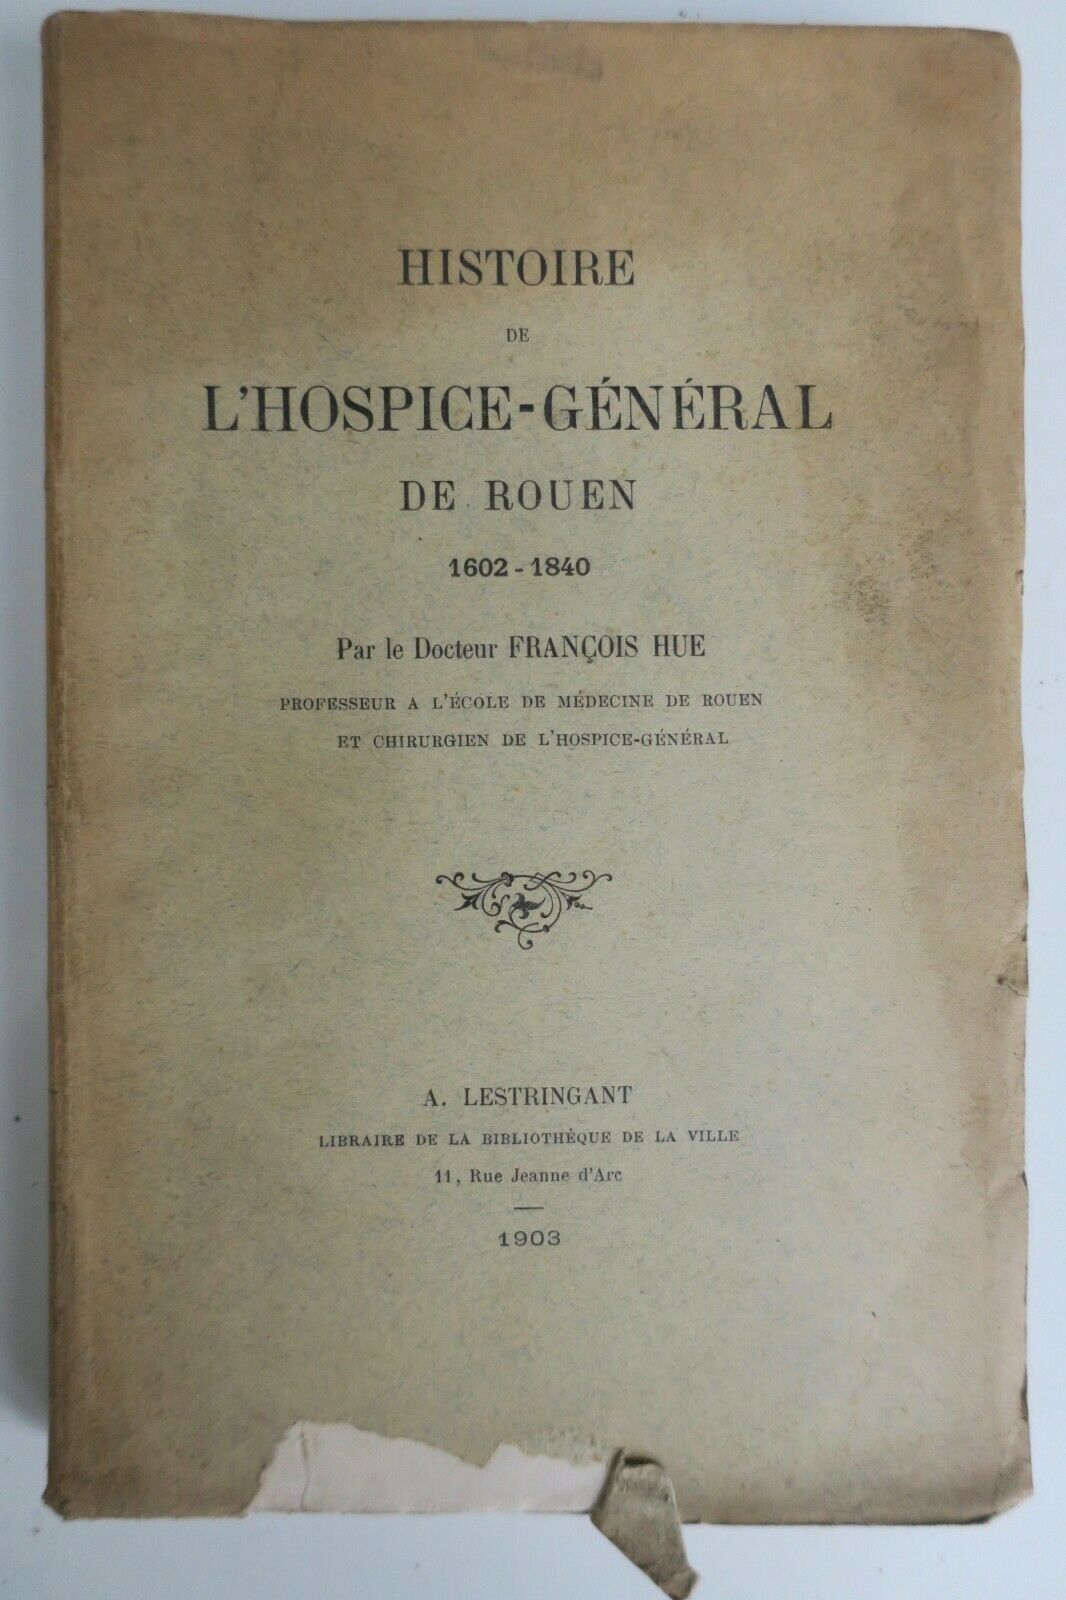 HISTOIRE
DE
L'HOSPICE-GÉNÉRAL
DE ROUEN
1602-1840
Par le Docteur FRANÇOIS HUE
PROFESSEUR A L'ÉCOLE DE MÉDECINE DE ROUEN
ET CHIRURGIEN DE L'HOSPICE-GÉNÉRAL
A. LESTRINGANT
LIBRAIRE DE LA BIBLIOTHÈQUE DE LA VILLE
11, Rue Jeanne d'Arc
1903